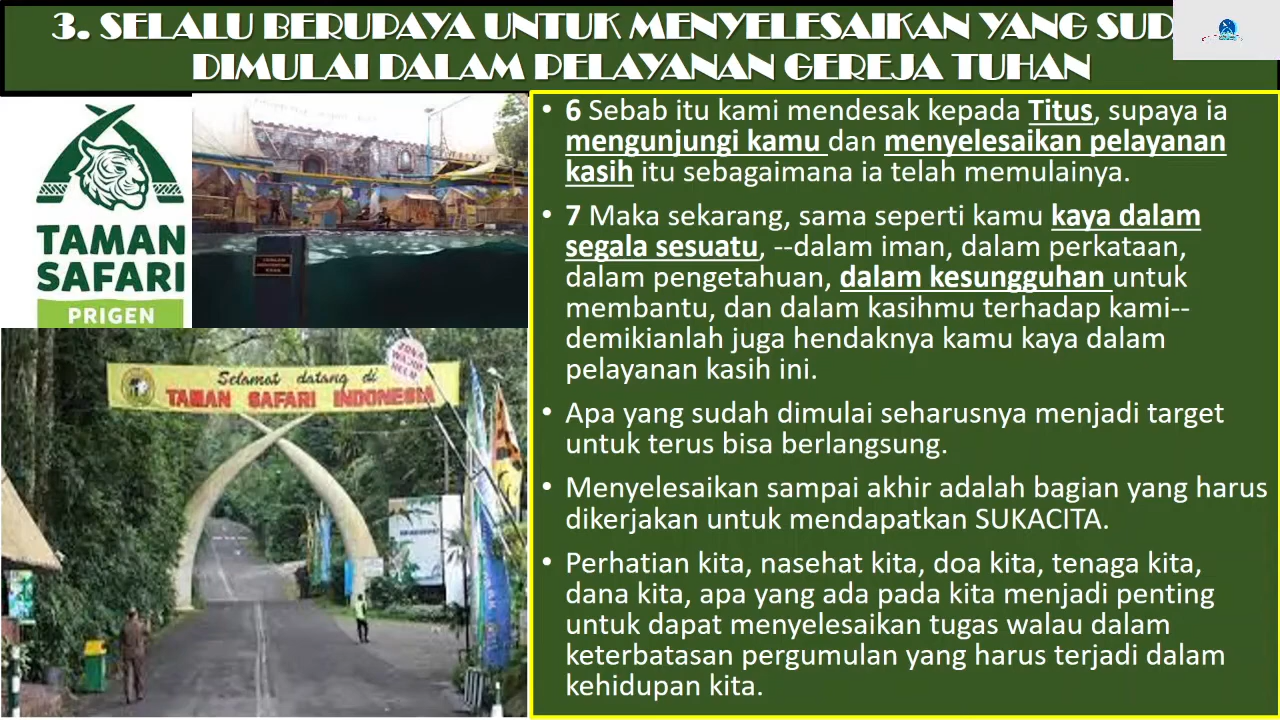 3. SELALU BERUPAYA UNTUK MENYELESAIKAN YANG
DIMULAI DALAM PELAYANAN GEREJA TUHAN
TAMAN
SAFARI
PRIGEN
Selamat datang di
TAMAN SAFARI INDONESIA
ZONA
WAJIB
HELM
• 6 Sebab itu kami mendesak kepada Titus, supaya ia
mengunjungi kamu dan menyelesaikan pelayanan
kasih itu sebagaimana ia telah memulainya.
• 7 Maka sekarang, sama seperti kamu kaya dalam
segala sesuatu, --dalam iman, dalam perkataan,
dalam pengetahuan, dalam kesungguhan untuk
membantu, dan dalam kasihmu terhadap kami--
demikianlah juga hendaknya kamu kaya dalam
pelayanan kasih ini.
• Apa yang sudah dimulai seharusnya menjadi target
untuk terus bisa berlangsung.
• Menyelesaikan sampai akhir adalah bagian yang harus
dikerjakan untuk mendapatkan SUKACITA.
• Perhatian kita, nasehat kita, doa kita, tenaga kita,
dana kita, apa yang ada pada kita menjadi penting
untuk dapat menyelesaikan tugas walau dalam
keterbatasan pergumulan yang harus terjadi dalam
kehidupan kita.